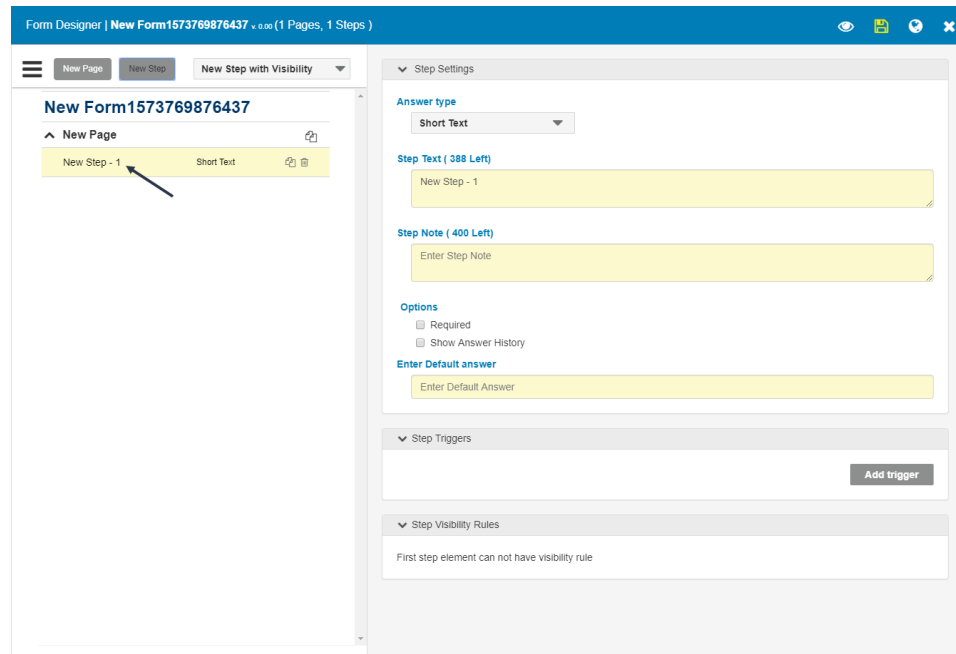 Form Designer | New Form1573769876437 v. 0.00 (1 Pages, 1 Steps )
New Page
New Step
New Step with Visibility
New Form1573769876437
New Page
New Step - 1
Short Text
Step Settings
Answer type
Short Text
Step Text ( 388 Left)
New Step - 1
Step Note ( 400 Left)
Enter Step Note
Options
Required
Show Answer History
Enter Default answer
Enter Default Answer
Step Triggers
Add trigger
Step Visibility Rules
First step element can not have visibility rule